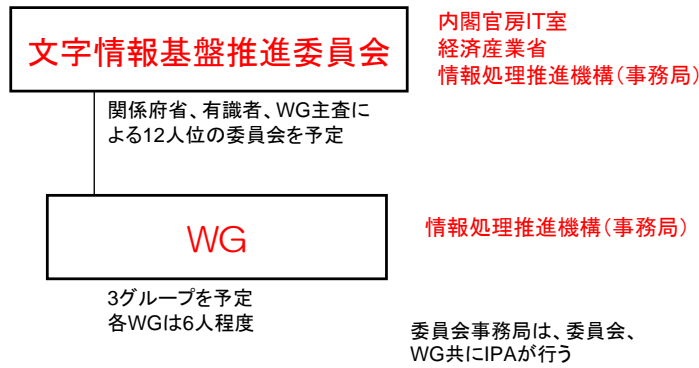 文字情報基盤推進委員会
内閣官房IT室
経済産業省
情報処理推進機構(事務局)
関係府省、有識者、WG主査に
よる12人位の委員会を予定
WG
情報処理推進機構(事務局)
3グループを予定
各WGは6人程度
委員会事務局は、委員会、
WG共にIPAが行う